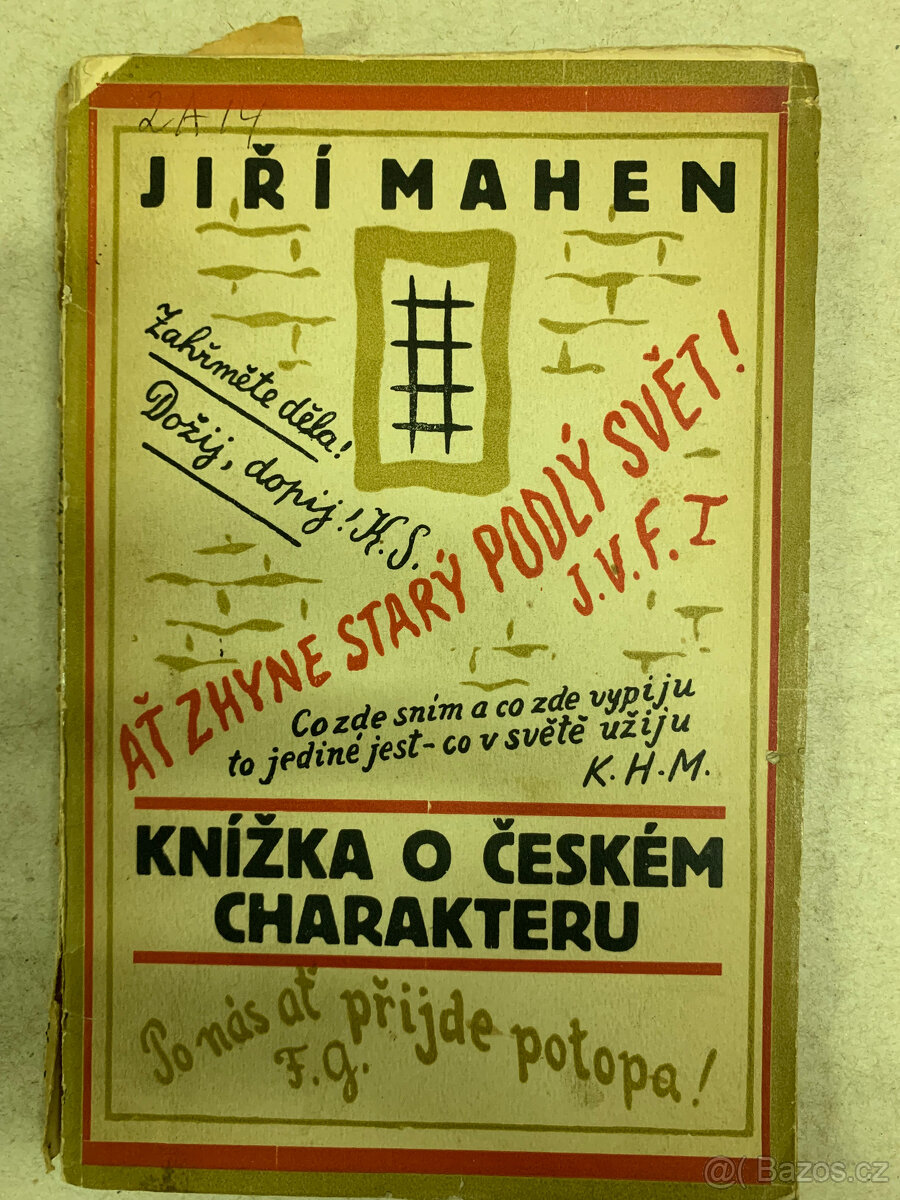 2A14
JIŘÍ MAHEN
Zahřměte děla!
Dožij, dopij! K.S.
AŤ ZHYNE STARÝ PODLÝ SVĚT!
J.V.F. I
Co zde sním a co zde vypiju
to jediné jest - co v světě užiju
K.H.M.
KNÍŽKA O ČESKÉM
CHARAKTERU
Po nás ať přijde potopa!
F.G.
@( Bazos.cz